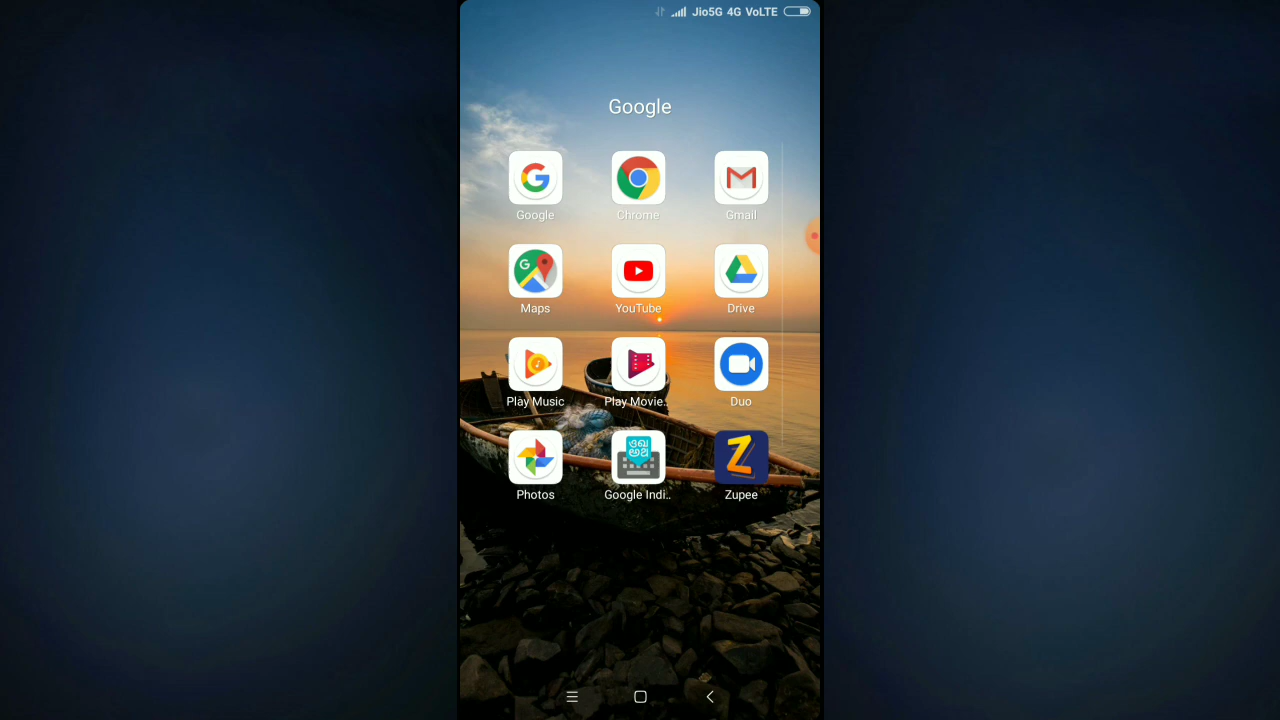 Jio5G 4G VoLTE
Google
Google Chrome Gmail
Maps YouTube Drive
Play Music Play Movie.. Duo
Photos Google Indi.. Zupee